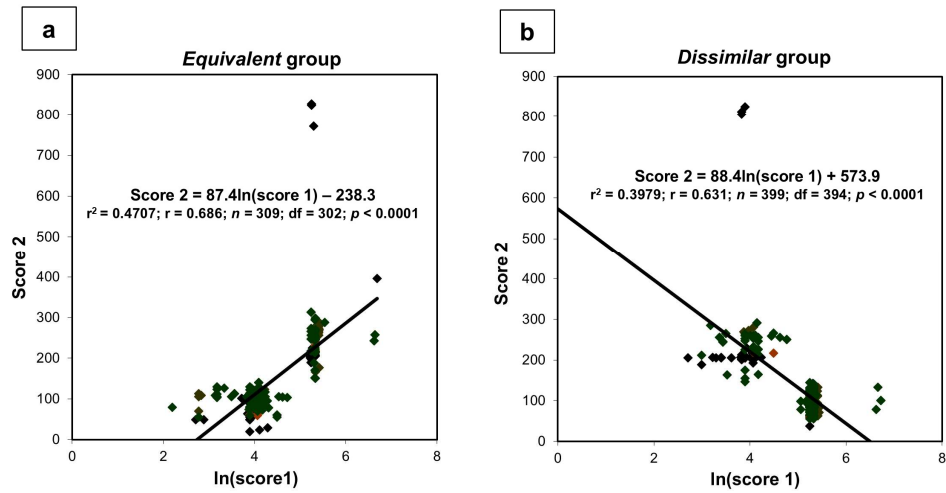 a
Equivalent group
900
800
700
600
500
400
300
200
100
0
Score 2
Score 2 = 87.4ln(score 1) – 238.3
r² = 0.4707; r = 0.686; n = 309; df = 302; p < 0.0001
0 2 4 6 8
ln(score1)
b
Dissimilar group
900
800
700
600
500
400
300
200
100
0
Score 2
Score 2 = 88.4ln(score 1) + 573.9
r² = 0.3979; r = 0.631; n = 399; df = 394; p < 0.0001
0 2 4 6 8
ln(score 1)